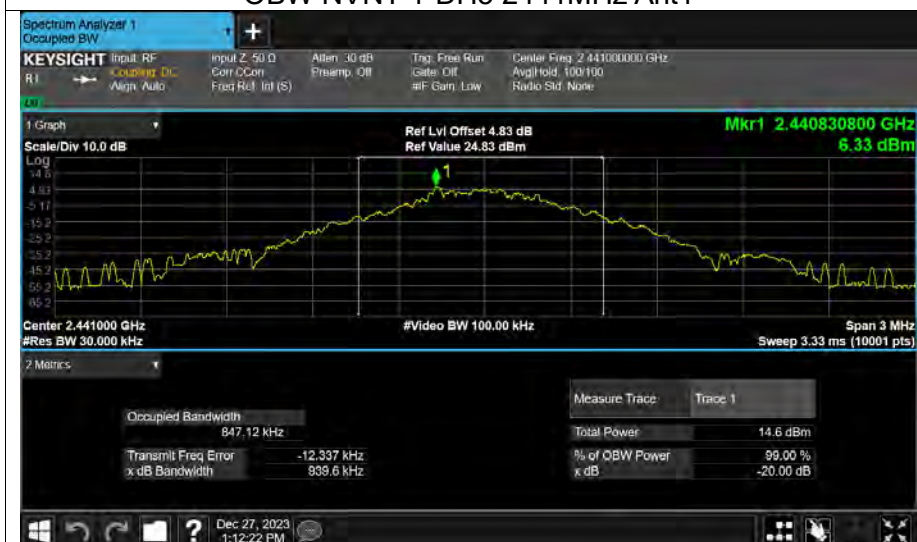 OBW NVNT 1-DH5 2441MHz Ant1
Spectrum Analyzer 1
Occupied BW
1
+
KEYSIGHT Input: RF Input Z: 50 Ω Atten: 30 dB Trig: Free Run Center Freq: 2.441000000 GHz
Coupling: DC Corr CCorr Preamp: Off Gate: Off Avg|Hold: 100/100
Align: Auto Freq Ref: Int (S) #IF Gain: Low Radio Std: None
1 Graph
Ref Lvl Offset 4.83 dB
Mkr1 2.440830800 GHz
Scale/Div 10.0 dB
Ref Value 24.83 dBm
6.33 dBm
Log
14.8
1
4.83
-5.17
-15.2
-25.2
-35.2
-45.2
-55.2
-65.2
Center 2.441000 GHz #Video BW 100.00 kHz Span 3 MHz
#Res BW 30.000 kHz Sweep 3.33 ms (10001 pts)
2 Metrics
Measure Trace Trace 1
Occupied Bandwidth
847.12 kHz
Total Power 14.6 dBm
Transmit Freq Error -12.337 kHz
% of OBW Power 99.00 %
x dB Bandwidth 939.6 kHz
x dB -20.00 dB
?
Dec 27, 2023
1:12:22 PM